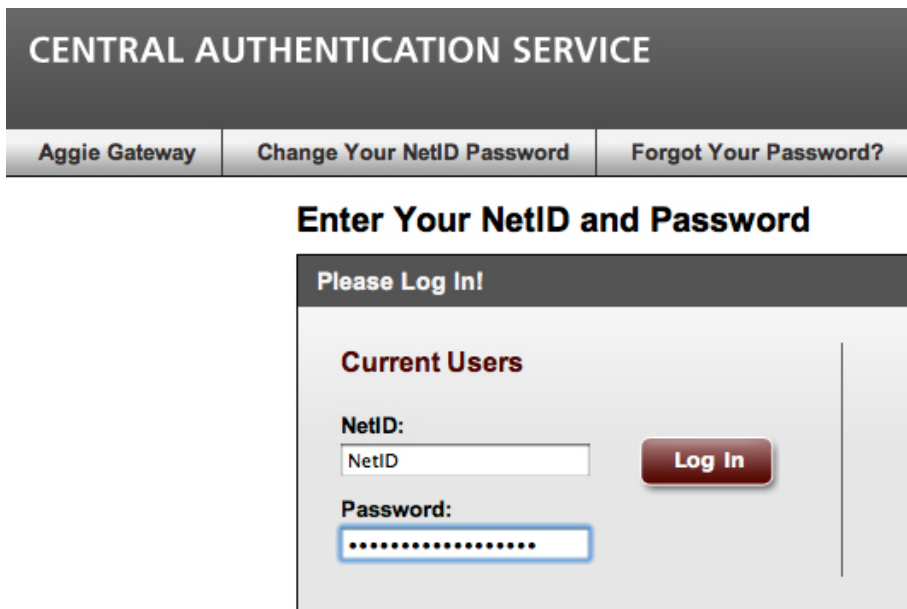 CENTRAL AUTHENTICATION SERVICE
Aggie Gateway Change Your NetID Password Forgot Your Password?
Enter Your NetID and Password
Please Log In!
Current Users
NetID:
NetID
Log In
Password:
••••••••••••••••••